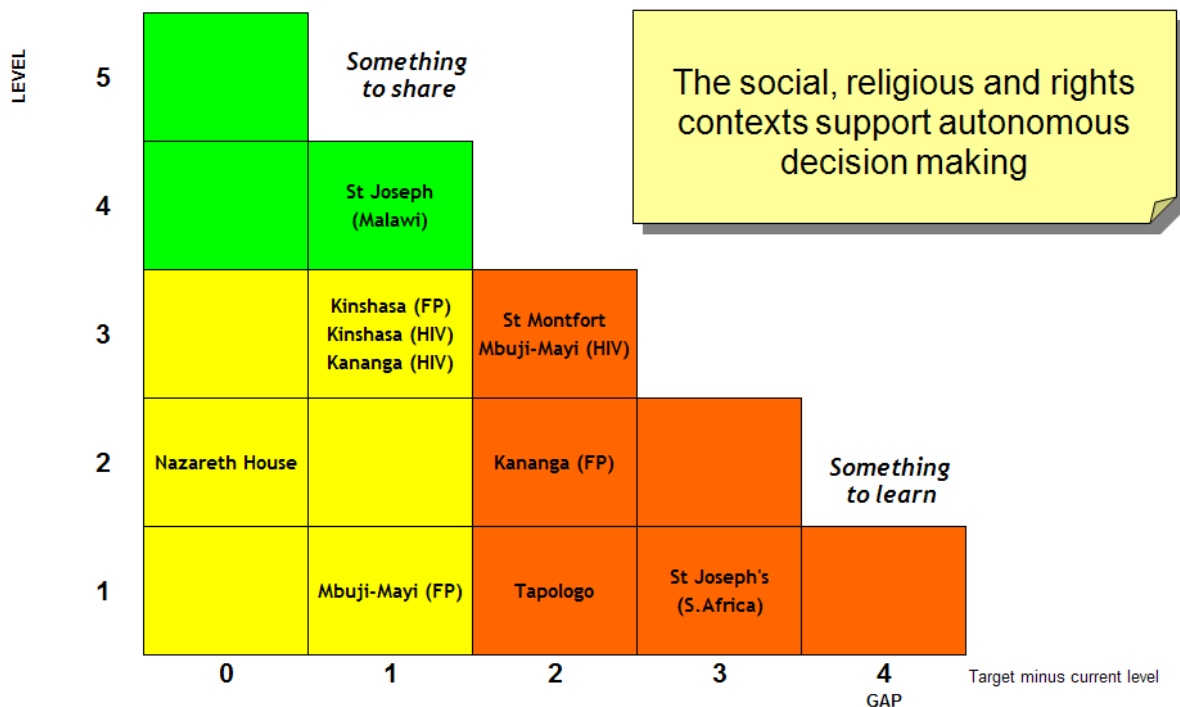 LEVEL
5
Something
to share
The social, religious and rights
contexts support autonomous
decision making
4
St Joseph
(Malawi)
3
Kinshasa (FP)
Kinshasa (HIV)
Kananga (HIV)
St Montfort
Mbuji-Mayi (HIV)
2
Nazareth House
Kananga (FP)
Something
to learn
1
Mbuji-Mayi (FP)
Tapologo
St Joseph's
(S.Africa)
0 1 2 3 4 Target minus current level
GAP